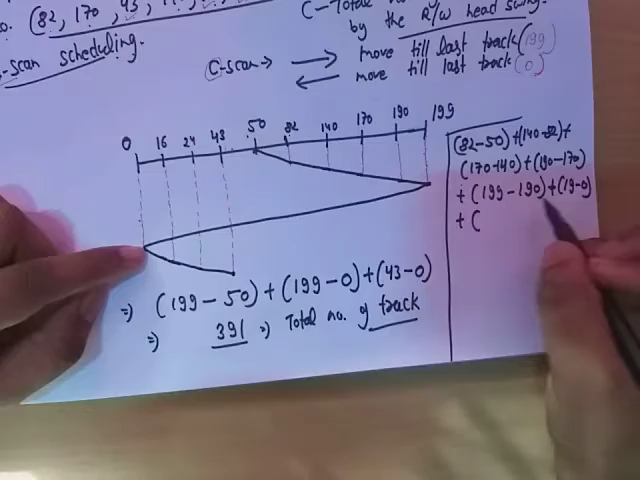 (82, 170, 43,
C-Total
by the R/W head
-scan scheduling.
C-scan → move till last track (199)
← move till last track (0)
0 16 24 43 50 82 140 170 190 199
(82-50)+(140-82)+
(170-140)+(190-170)
+(199-190)+(19-0)
+(
⇒ (199-50)+(199-0)+(43-0)
⇒ 391 ⇒ Total no. of track